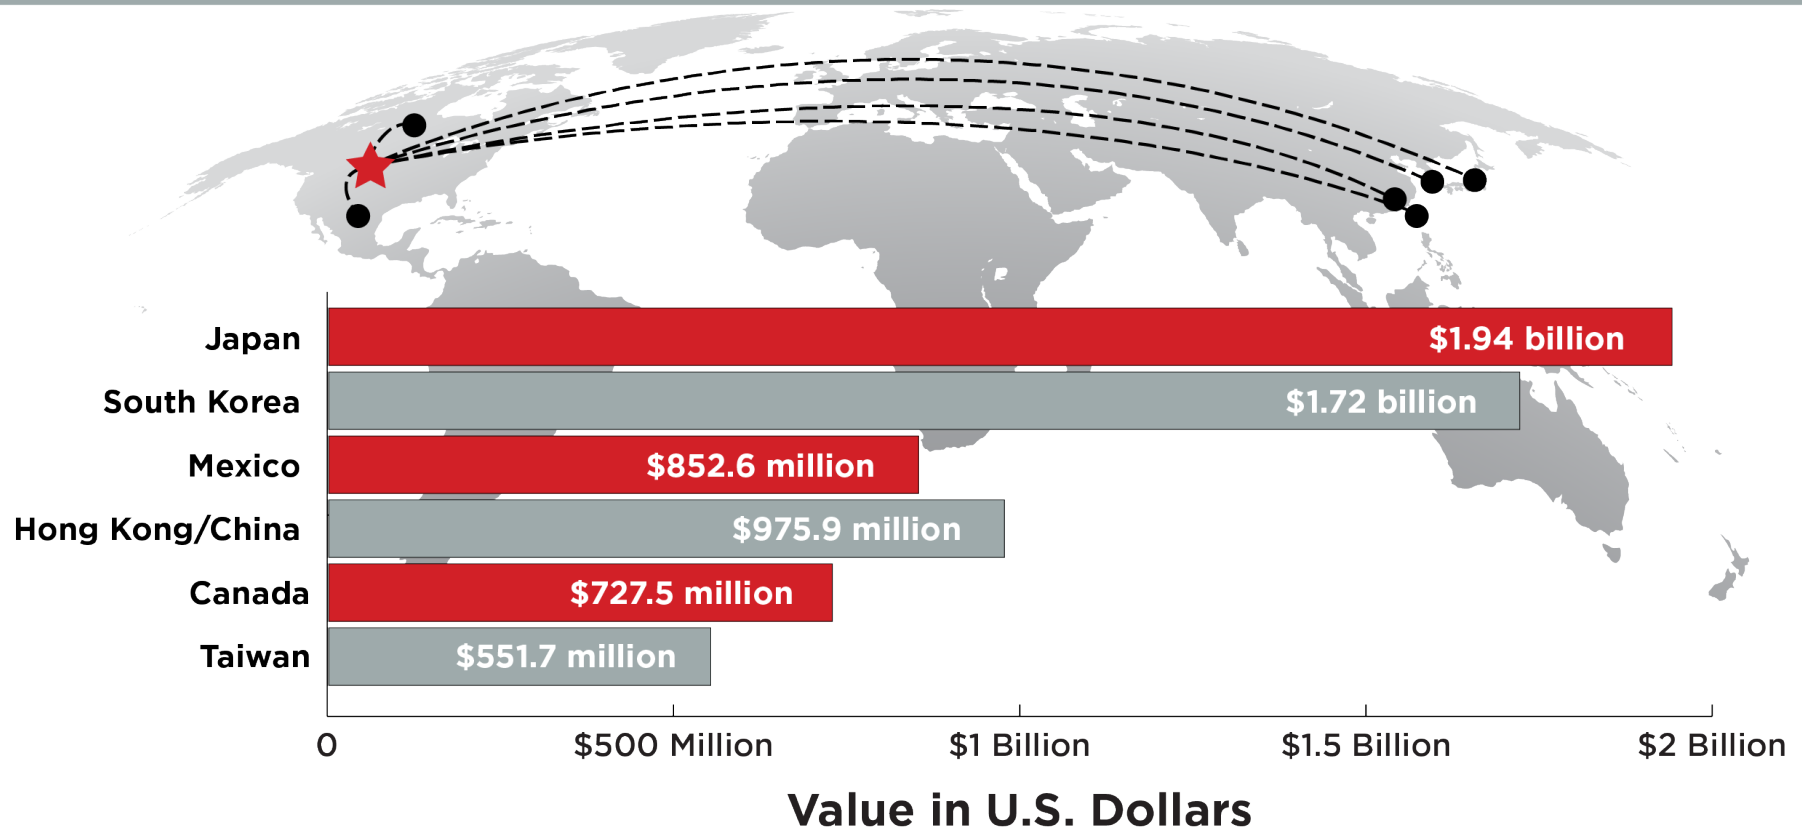 Japan $1.94 billion
South Korea $1.72 billion
Mexico $852.6 million
Hong Kong/China $975.9 million
Canada $727.5 million
Taiwan $551.7 million
0 $500 Million $1 Billion $1.5 Billion $2 Billion
Value in U.S. Dollars